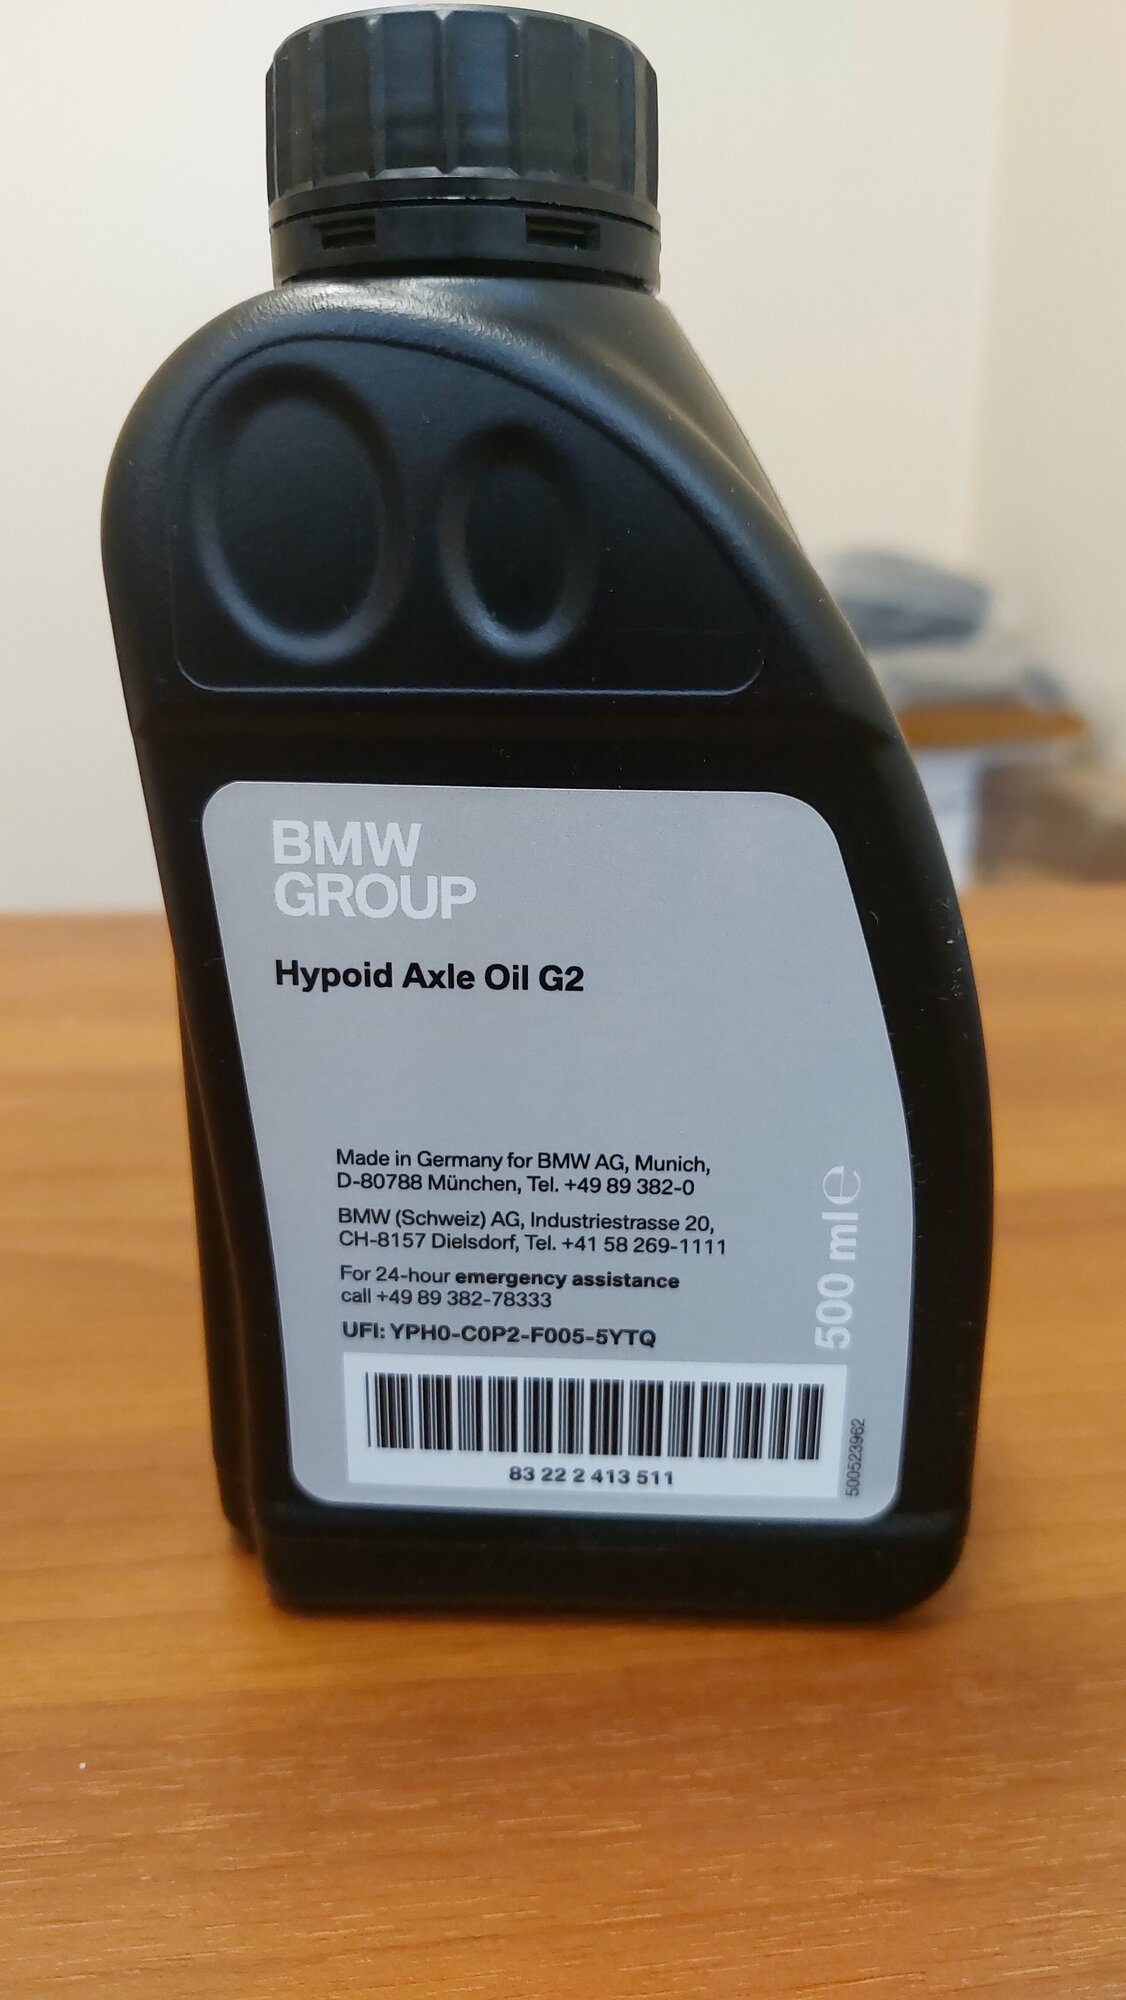 BMW
GROUP
Hypoid Axle Oil G2
Made in Germany for BMW AG, Munich,
D-80788 München, Tel. +49 89 382-0
BMW (Schweiz) AG, Industriestrasse 20,
CH-8157 Dielsdorf, Tel. +41 58 269-1111
For 24-hour emergency assistance
call +49 89 382-78333
UFI: YPH0-C0P2-F005-5YTQ
500 ml ℮
83 22 2 413 511
500523962